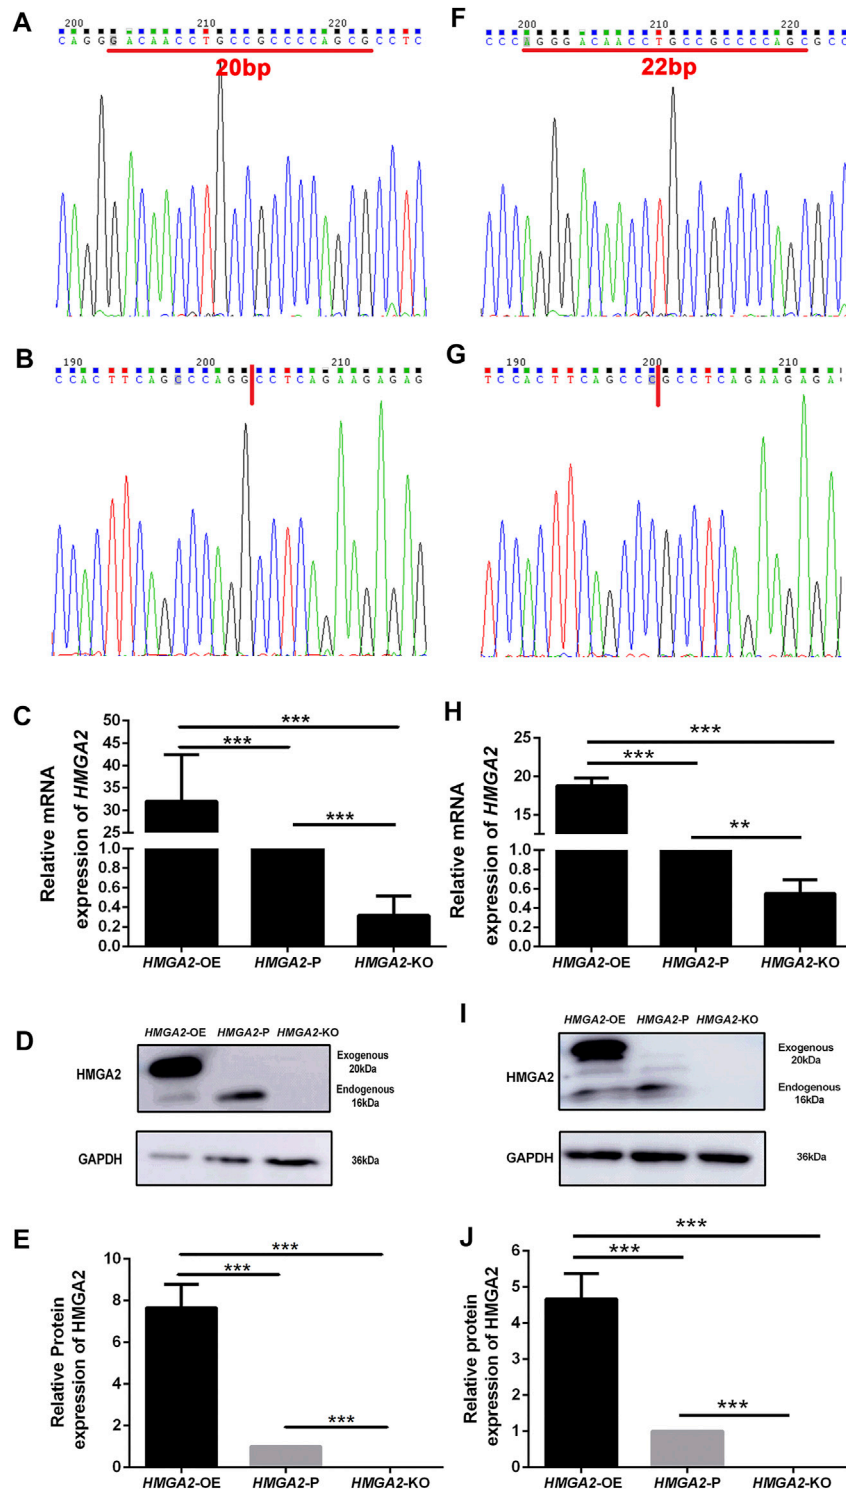 A
200 210 220
C A G G G A C A A C C T G C C G C C C C A G C G C C T C
20bp
F
200 210 220
C C C A G G G A C A A C C T G C C G C C C C A G C G C C
22bp
B
190 200 210
C C A C T T C A G C C C A G G C C T C A G A A G A G A G
G
190 200 210
T C C A C T T C A G C C C G C C T C A G A A G A G A
C
Relative mRNA
expression of HMGA2
50
45
40
35
30
25
1.0
0.8
0.6
0.4
0.2
0.0
***
***
***
HMGA2-OE HMGA2-P HMGA2-KO
H
Relative mRNA
expression of HMGA2
25
20
15
1.0
0.8
0.6
0.4
0.2
0.0
***
***
**
HMGA2-OE HMGA2-P HMGA2-KO
D
HMGA2-OE HMGA2-P HMGA2-KO
HMGA2
Exogenous
20kDa
Endogenous
16kDa
GAPDH
36kDa
I
HMGA2-OE HMGA2-P HMGA2-KO
HMGA2
Exogenous
20kDa
Endogenous
16kDa
GAPDH
36kDa
E
Relative Protein
expression of HMGA2
10
8
6
4
2
0
***
***
***
HMGA2-OE HMGA2-P HMGA2-KO
J
Relative protein
expression of HMGA2
6
5
4
3
2
1
0
***
***
***
HMGA2-OE HMGA2-P HMGA2-KO